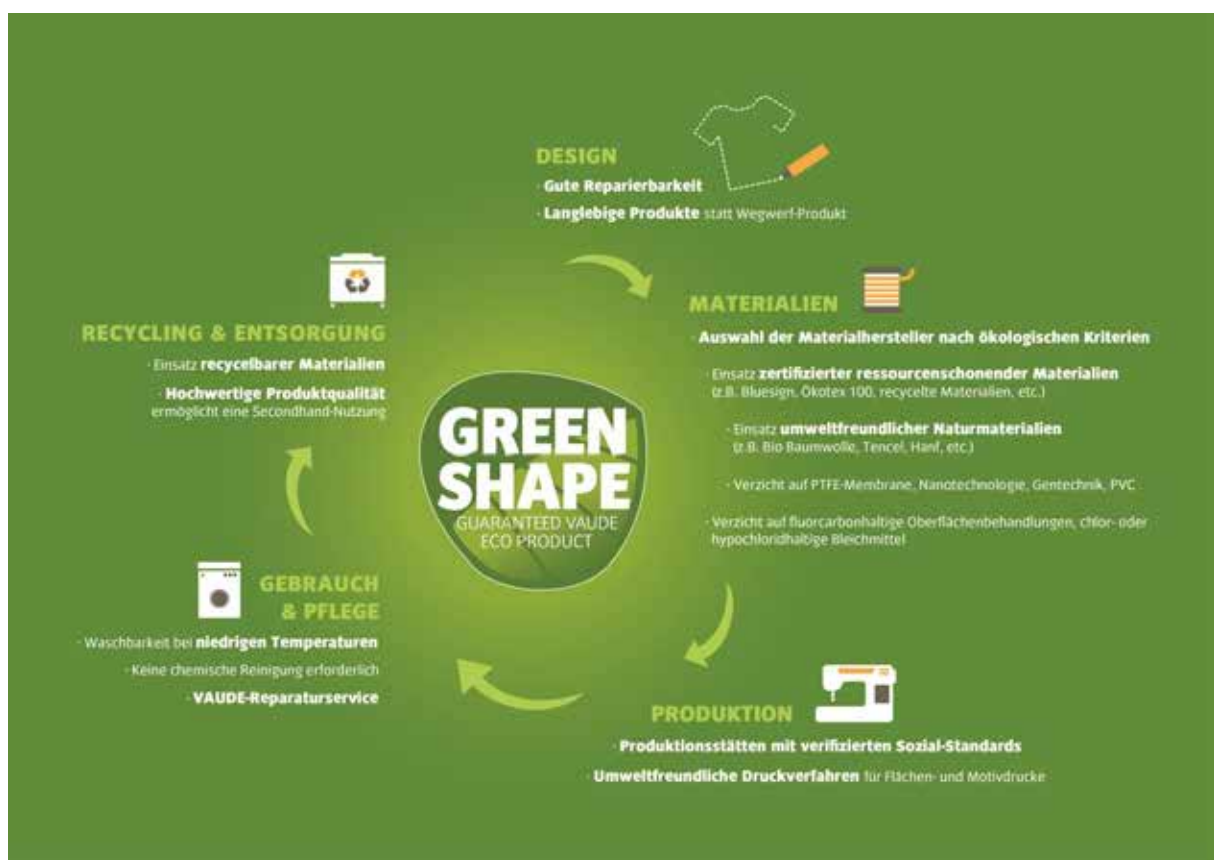 DESIGN
· Gute Reparierbarkeit
· Langlebige Produkte statt Wegwerf-Produkt
MATERIALIEN
· Auswahl der Materialhersteller nach ökologischen Kriterien
· Einsatz zertifizierter ressourcenschonender Materialien
(z.B. Bluesign, Ökotex 100, recycelte Materialien, etc.)
· Einsatz umweltfreundlicher Naturmaterialien
(z.B. Bio Baumwolle, Tencel, Hanf, etc.)
· Verzicht auf PTFE-Membrane, Nanotechnologie, Gentechnik, PVC
· Verzicht auf fluorcarbonhaltige Oberflächenbehandlungen, chlor- oder
hypochloridhaltige Bleichmittel
PRODUKTION
· Produktionsstätten mit verifizierten Sozial-Standards
· Umweltfreundliche Druckverfahren für Flächen- und Motivdrucke
GEBRAUCH
& PFLEGE
· Waschbarkeit bei niedrigen Temperaturen
· Keine chemische Reinigung erforderlich
· VAUDE-Reparaturservice
RECYCLING & ENTSORGUNG
· Einsatz recycelbarer Materialien
· Hochwertige Produktqualität
ermöglicht eine Secondhand-Nutzung
GREEN
SHAPE
GUARANTEED VAUDE
ECO PRODUCT